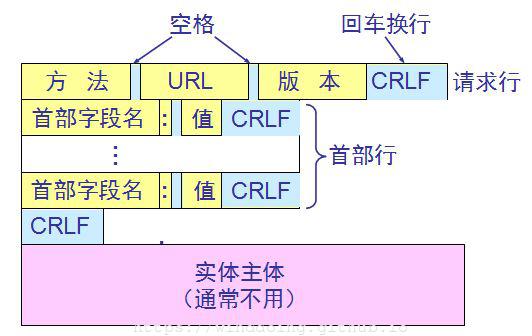 空格 回车换行
方 法 URL 版 本 CRLF 请求行
首部字段名 : 值 CRLF
⋮ 首部行
首部字段名 : 值 CRLF
CRLF
实体主体
（通常不用）